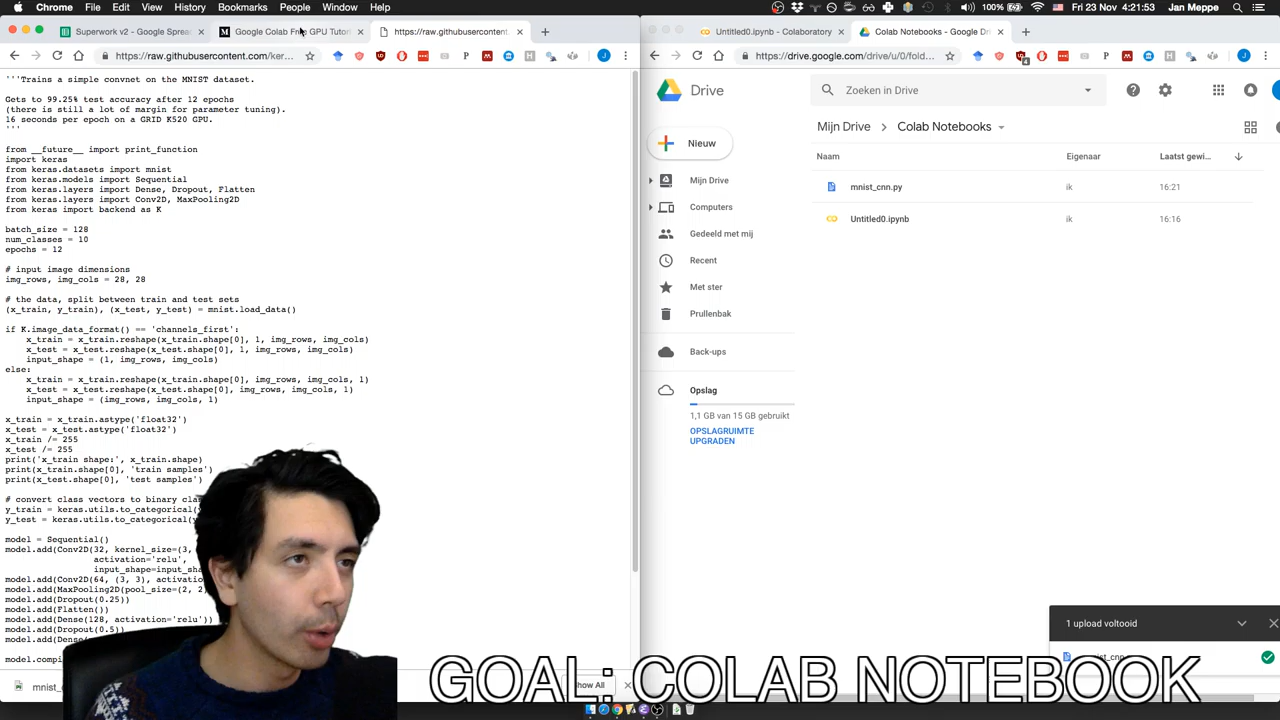 Chrome File Edit View History Bookmarks People Window Help
100% Fri 23 Nov 4:21:53 Jan Meppe
Superwork v2 - Google Sprea
Google Colab Free GPU Tutori
https://raw.githubusercontent
Untitled0.ipynb - Colaboratory
Colab Notebooks - Google Dri
https://raw.githubusercontent.com/ker...
https://drive.google.com/drive/u/0/fold...
'''Trains a simple convnet on the MNIST dataset.
Gets to 99.25% test accuracy after 12 epochs
(there is still a lot of margin for parameter tuning).
16 seconds per epoch on a GRID K520 GPU.
'''
from __future__ import print_function
import keras
from keras.datasets import mnist
from keras.models import Sequential
from keras.layers import Dense, Dropout, Flatten
from keras.layers import Conv2D, MaxPooling2D
from keras import backend as K
batch_size = 128
num_classes = 10
epochs = 12
# input image dimensions
img_rows, img_cols = 28, 28
# the data, split between train and test sets
(x_train, y_train), (x_test, y_test) = mnist.load_data()
if K.image_data_format() == 'channels_first':
x_train = x_train.reshape(x_train.shape[0], 1, img_rows, img_cols)
x_test = x_test.reshape(x_test.shape[0], 1, img_rows, img_cols)
input_shape = (1, img_rows, img_cols)
else:
x_train = x_train.reshape(x_train.shape[0], img_rows, img_cols, 1)
x_test = x_test.reshape(x_test.shape[0], img_rows, img_cols, 1)
input_shape = (img_rows, img_cols, 1)
x_train = x_train.astype('float32')
x_test = x_test.astype('float32')
x_train /= 255
x_test /= 255
print('x_train shape:', x_train.shape)
print(x_train.shape[0], 'train samples')
print(x_test.shape[0], 'test samples')
# convert class vectors to binary cla
y_train = keras.utils.to_categorical(y
y_test = keras.utils.to_categorical(y_
model = Sequential()
model.add(Conv2D(32, kernel_size=(3,
activation='relu',
input_shape=input_sh
model.add(Conv2D(64, (3, 3), activatio
model.add(MaxPooling2D(pool_size=(2, 2
model.add(Dropout(0.25))
model.add(Flatten())
model.add(Dense(128, activation='relu'))
model.add(Dropout(0.5))
model.add(Dens
model.compi
mnist_c
Show All
Drive
Zoeken in Drive
Nieuw
Mijn Drive
Computers
Gedeeld met mij
Recent
Met ster
Prullenbak
Back-ups
Opslag
1,1 GB van 15 GB gebruikt
OPSLAGRUIMTE
UPGRADEN
Mijn Drive > Colab Notebooks
Naam Eigenaar Laatst gewi...
mnist_cnn.py ik 16:21
Untitled0.ipynb ik 16:16
1 upload voltooid
GOAL: COLAB NOTEBOOK